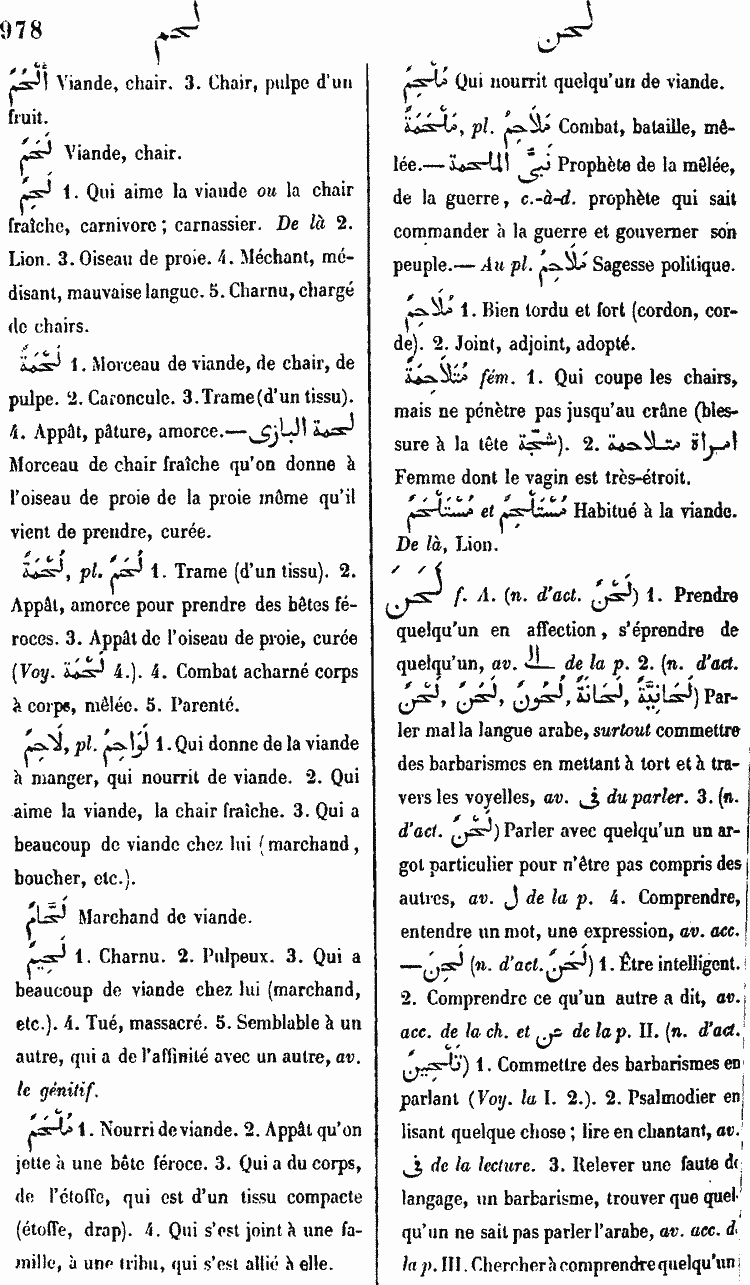 978
لحم
لحن
أَلْحُمٌ Viande, chair. 3. Chair, pulpe d'un
fruit.
لَحَمٌ Viande, chair.
لَحِمٌ 1. Qui aime la viande ou la chair
fraîche, carnivore; carnassier. De là 2.
Lion. 3. Oiseau de proie. 4. Méchant, mé-
disant, mauvaise langue. 5. Charnu, chargé
de chairs.
لَحْمَةٌ 1. Morceau de viande, de chair, de
pulpe. 2. Caroncule. 3. Trame (d'un tissu).
4. Appât, pâture, amorce.— لحمة البازى
Morceau de chair fraîche qu'on donne à
l'oiseau de proie de la proie même qu'il
vient de prendre, curée.
لُحْمَةٌ, pl. لُحَمٌ 1. Trame (d'un tissu). 2.
Appât, amorce pour prendre des bêtes fé-
roces. 3. Appât de l'oiseau de proie, curée
(Voy. لَحْمَةٌ 4.). 4. Combat acharné corps
à corps, mêlée. 5. Parenté.
لَاحِمٌ, pl. لَوَاحِمُ 1. Qui donne de la viande
à manger, qui nourrit de viande. 2. Qui
aime la viande, la chair fraîche. 3. Qui a
beaucoup de viande chez lui (marchand,
boucher, etc.).
لَحَّامٌ Marchand de viande.
لَحِيمٌ 1. Charnu. 2. Pulpeux. 3. Qui a
beaucoup de viande chez lui (marchand,
etc.). 4. Tué, massacré. 5. Semblable à un
autre, qui a de l'affinité avec un autre, av.
le génitif.
مُلْحَمٌ 1. Nourri de viande. 2. Appât qu'on
jette à une bête féroce. 3. Qui a du corps,
de l'étoffe, qui est d'un tissu compacte
(étoffe, drap). 4. Qui s'est joint à une fa-
mille, à une tribu, qui s'est allié à elle.
مُلْحِمٌ Qui nourrit quelqu'un de viande.
مَلْحَمَةٌ, pl. مَلَاحِمُ Combat, bataille, mê-
lée.— نَبِىُّ الملحمة Prophète de la mêlée,
de la guerre, c.-à-d. prophète qui sait
commander à la guerre et gouverner son
peuple.— Au pl. مَلَاحِمُ Sagesse politique.
مُلَاحَمٌ 1. Bien tordu et fort (cordon, cor-
de). 2. Joint, adjoint, adopté.
مُتَلَاحِمَةٌ fém. 1. Qui coupe les chairs,
mais ne pénètre pas jusqu'au crâne (bles-
sure à la tête شَجَّة). 2. امراة متلاحمة
Femme dont le vagin est très-étroit.
مُسْتَلْحِمٌ et مُسْتَلْحَمٌ Habitué à la viande.
De là, Lion.
لَحَنَ f. A. (n. d'act. لَحْنٌ) 1. Prendre
quelqu'un en affection, s'éprendre de
quelqu'un, av. الى de la p. 2. (n. d'act.
لَحْنٌ, لَحَنٌ, لُحُونٌ, لَحَانَةٌ, لَحَانِيَةٌ) Par-
ler mal la langue arabe, surtout commettre
des barbarismes en mettant à tort et à tra-
vers les voyelles, av. فى du parler. 3. (n.
d'act. لَحْنٌ) Parler avec quelqu'un un ar-
got particulier pour n'être pas compris des
autres, av. ل de la p. 4. Comprendre,
entendre un mot, une expression, av. acc.
—لَحِنَ (n. d'act. لَحَنٌ) 1. Être intelligent.
2. Comprendre ce qu'un autre a dit, av.
acc. de la ch. et عن de la p. II. (n. d'act.
تَلْحِينٌ) 1. Commettre des barbarismes en
parlant (Voy. la I. 2.). 2. Psalmodier en
lisant quelque chose; lire en chantant, av.
فى de la lecture. 3. Relever une faute de
langage, un barbarisme, trouver que quel-
qu'un ne sait pas parler l'arabe, av. acc. d.
la p. III. Chercher à comprendre quelqu'un